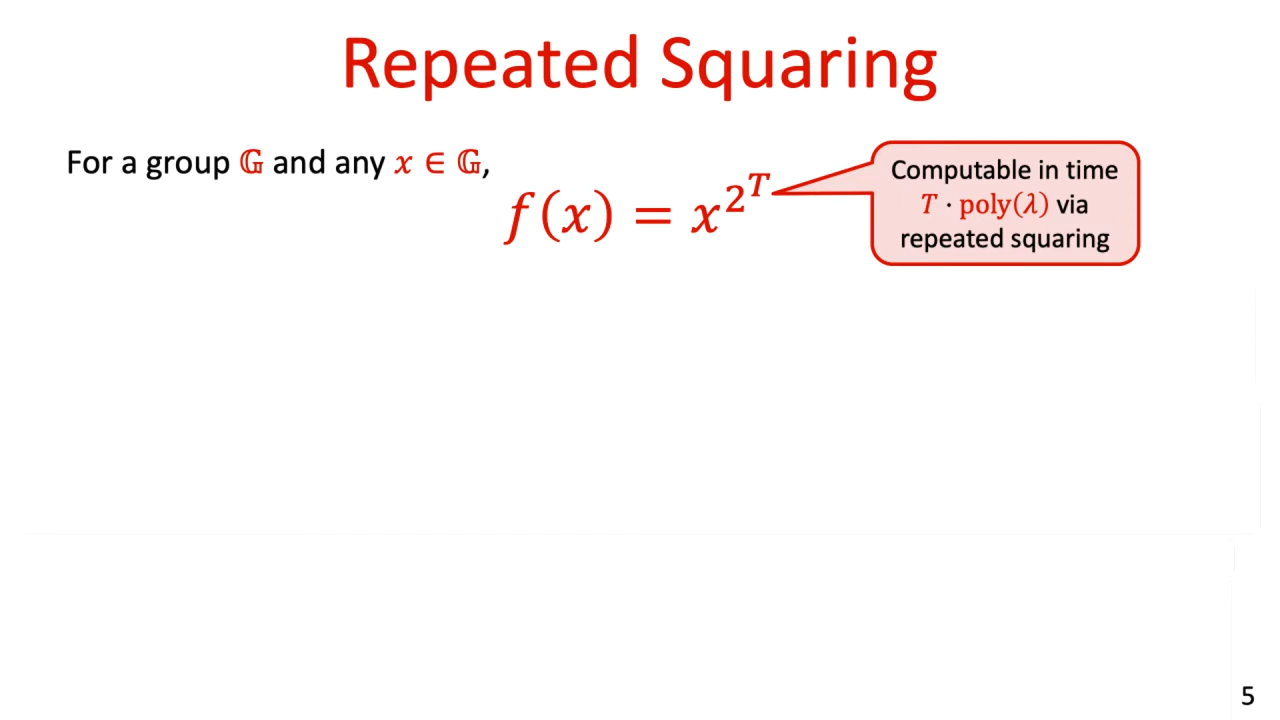 Repeated Squaring
For a group 𝔾 and any x ∈ 𝔾,
f(x) = x^{2^T}
Computable in time
T · poly(λ) via
repeated squaring
5